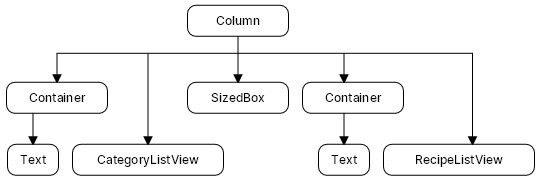 Column
Container
SizedBox
Container
Text
CategoryListView
Text
RecipeListView